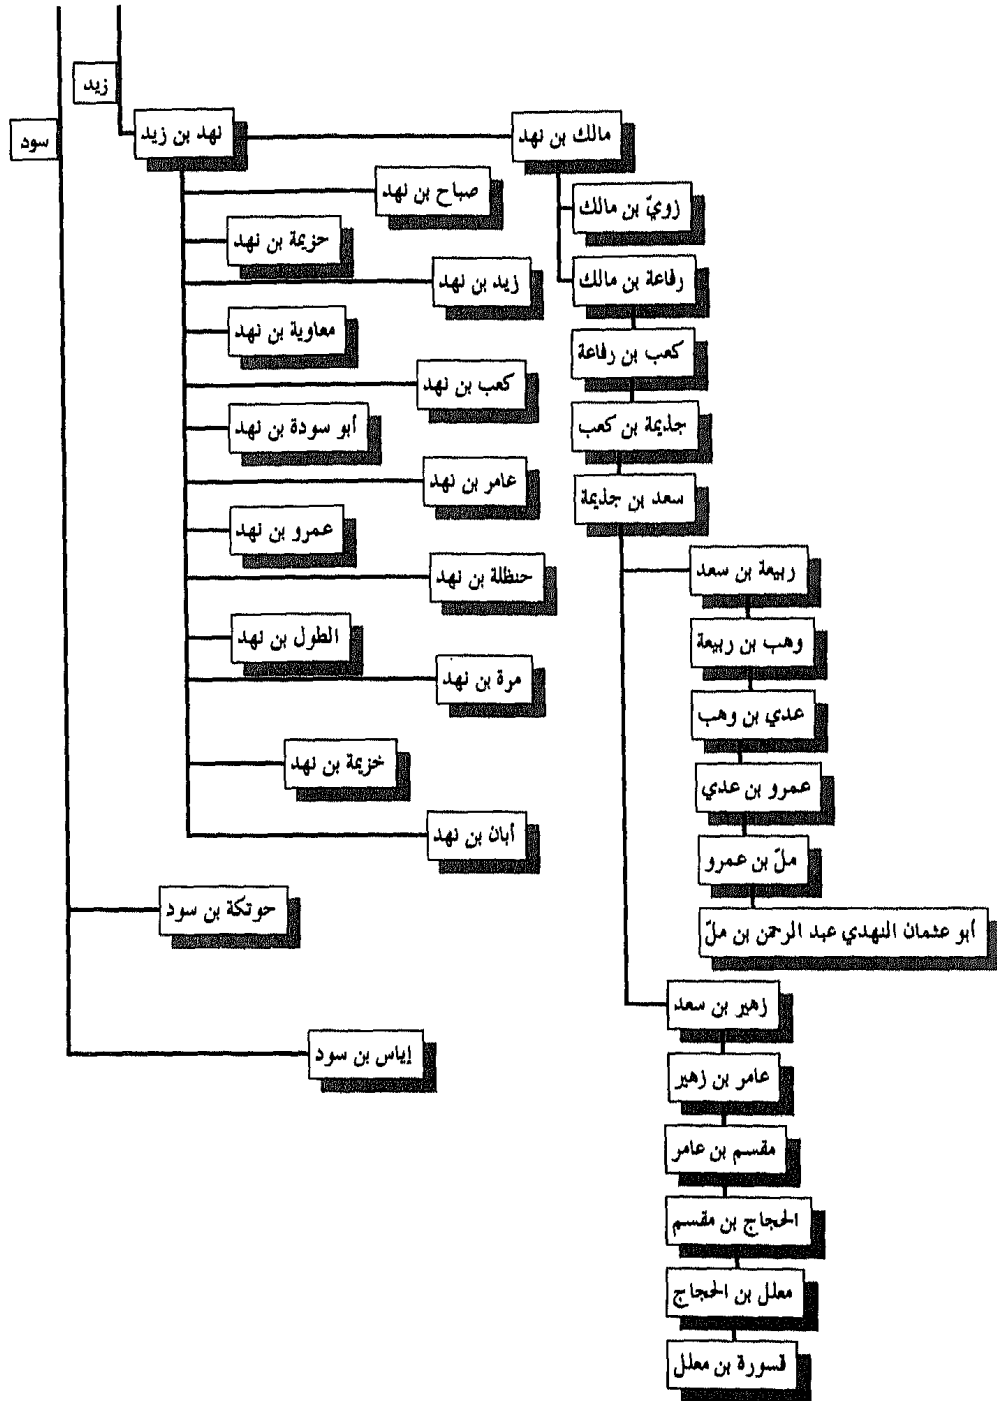 زيد
سود
نهد بن زيد
مالك بن نهد
صباح بن نهد
زويّ بن مالك
حزيمة بن نهد
زيد بن نهد
رفاعة بن مالك
معاوية بن نهد
كعب بن رفاعة
كعب بن نهد
أبو سودة بن نهد
جذيمة بن كعب
عامر بن نهد
سعد بن جذيمة
عمرو بن نهد
حنظلة بن نهد
ربيعة بن سعد
الطول بن نهد
وهب بن ربيعة
مرة بن نهد
عدي بن وهب
خزيمة بن نهد
عمرو بن عدي
أبان بن نهد
ملّ بن عمرو
حوتكة بن سود
أبو عثمان النهدي عبد الرحمن بن ملّ
زهير بن سعد
إياس بن سود
عامر بن زهير
مقسم بن عامر
الحجاج بن مقسم
معلل بن الحجاج
قسورة بن معلل